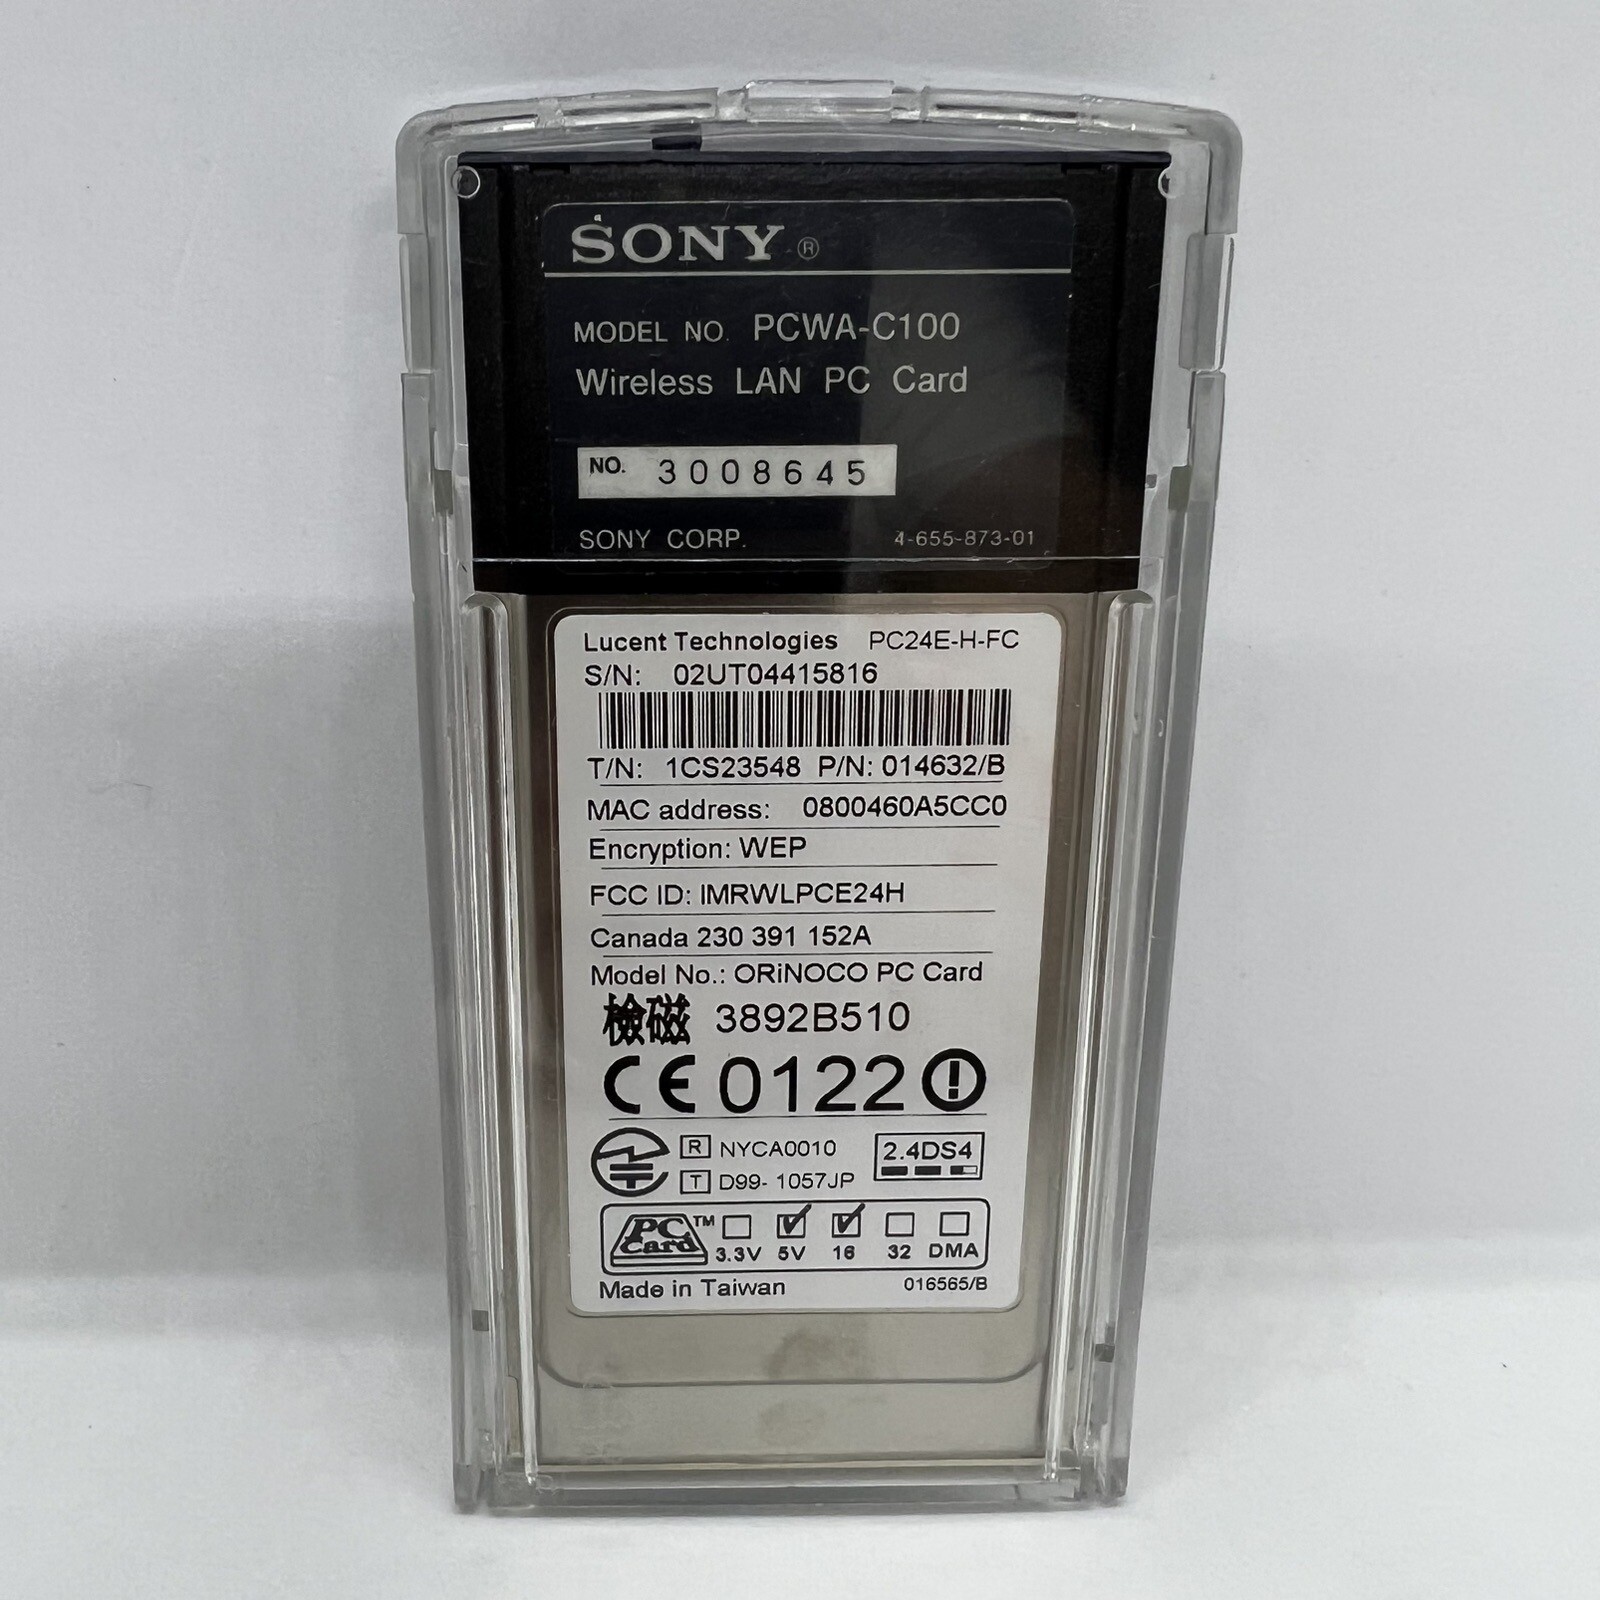 SONY®
MODEL NO. PCWA-C100
Wireless LAN PC Card
NO. 3008645
SONY CORP. 4-655-873-01
Lucent Technologies PC24E-H-FC
S/N: 02UT04415816
T/N: 1CS23548 P/N: 014632/B
MAC address: 0800460A5CC0
Encryption: WEP
FCC ID: IMRWLPCE24H
Canada 230 391 152A
Model No.: ORiNOCO PC Card
檢磁 3892B510
CE 0122
R NYCA0010 2.4DS4
T D99- 1057JP
PC Card™
3.3V 5V 16 32 DMA
Made in Taiwan 016565/B